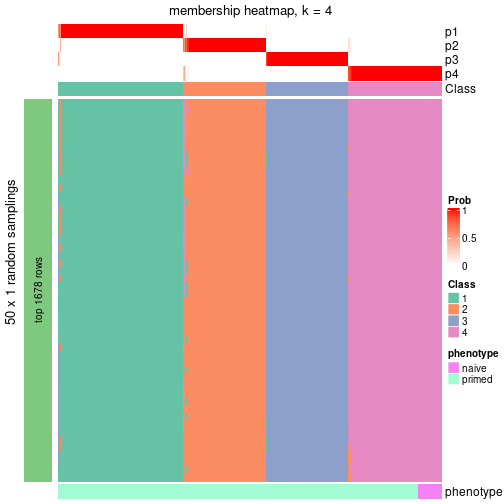 membership heatmap, k = 4
p1
p2
p3
p4
Class
50 x 1 random samplings
top 1678 rows
Prob
1
0.5
0
Class
1
2
3
4
phenotype
naive
primed
phenotype